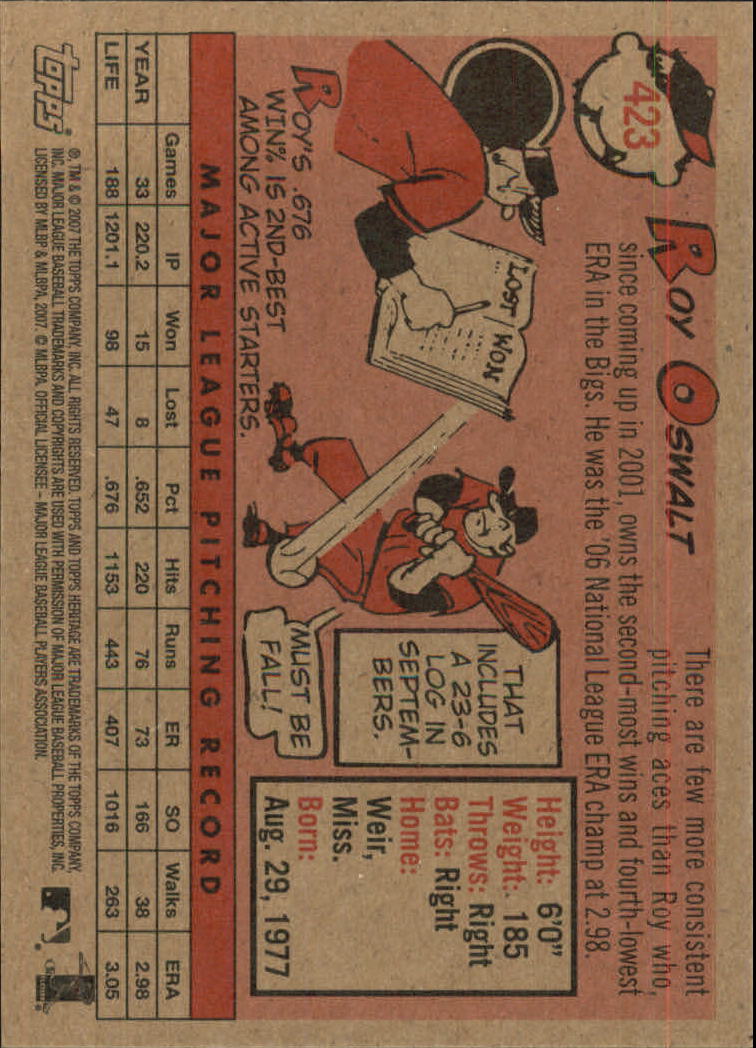 423
ROY OSWALT
There are few more consistent
pitching aces than Roy who,
since coming up in 2001, owns the second-most wins and fourth-lowest
ERA in the Bigs. He was the '06 National League ERA champ at 2.98.
LOST WON
ROY'S .676
WIN% IS 2ND-BEST
AMONG ACTIVE STARTERS.
THAT
INCLUDES
A 23-6
LOG IN
SEPTEM-
BERS.
MUST BE
FALL!
Height: 6'0"
Weight: 185
Throws: Right
Bats: Right
Home:
Weir,
Miss.
Born:
Aug. 29, 1977
MAJOR LEAGUE PITCHING RECORD
Games IP Won Lost Pct Hits Runs ER SO Walks ERA
YEAR 33 220.2 15 8 .652 220 76 73 166 38 2.98
LIFE 188 1201.1 98 47 .676 1153 443 407 1016 263 3.05
topps®
®, TM & © 2007 THE TOPPS COMPANY, INC. ALL RIGHTS RESERVED. TOPPS AND TOPPS HERITAGE ARE TRADEMARKS OF THE TOPPS COMPANY,
INC. MAJOR LEAGUE BASEBALL TRADEMARKS AND COPYRIGHTS ARE USED WITH PERMISSION OF MAJOR LEAGUE BASEBALL PROPERTIES, INC.
LICENSED BY MLBP & MLBPA, 2007. © MLBPA. OFFICIAL LICENSEE – MAJOR LEAGUE BASEBALL PLAYERS ASSOCIATION.